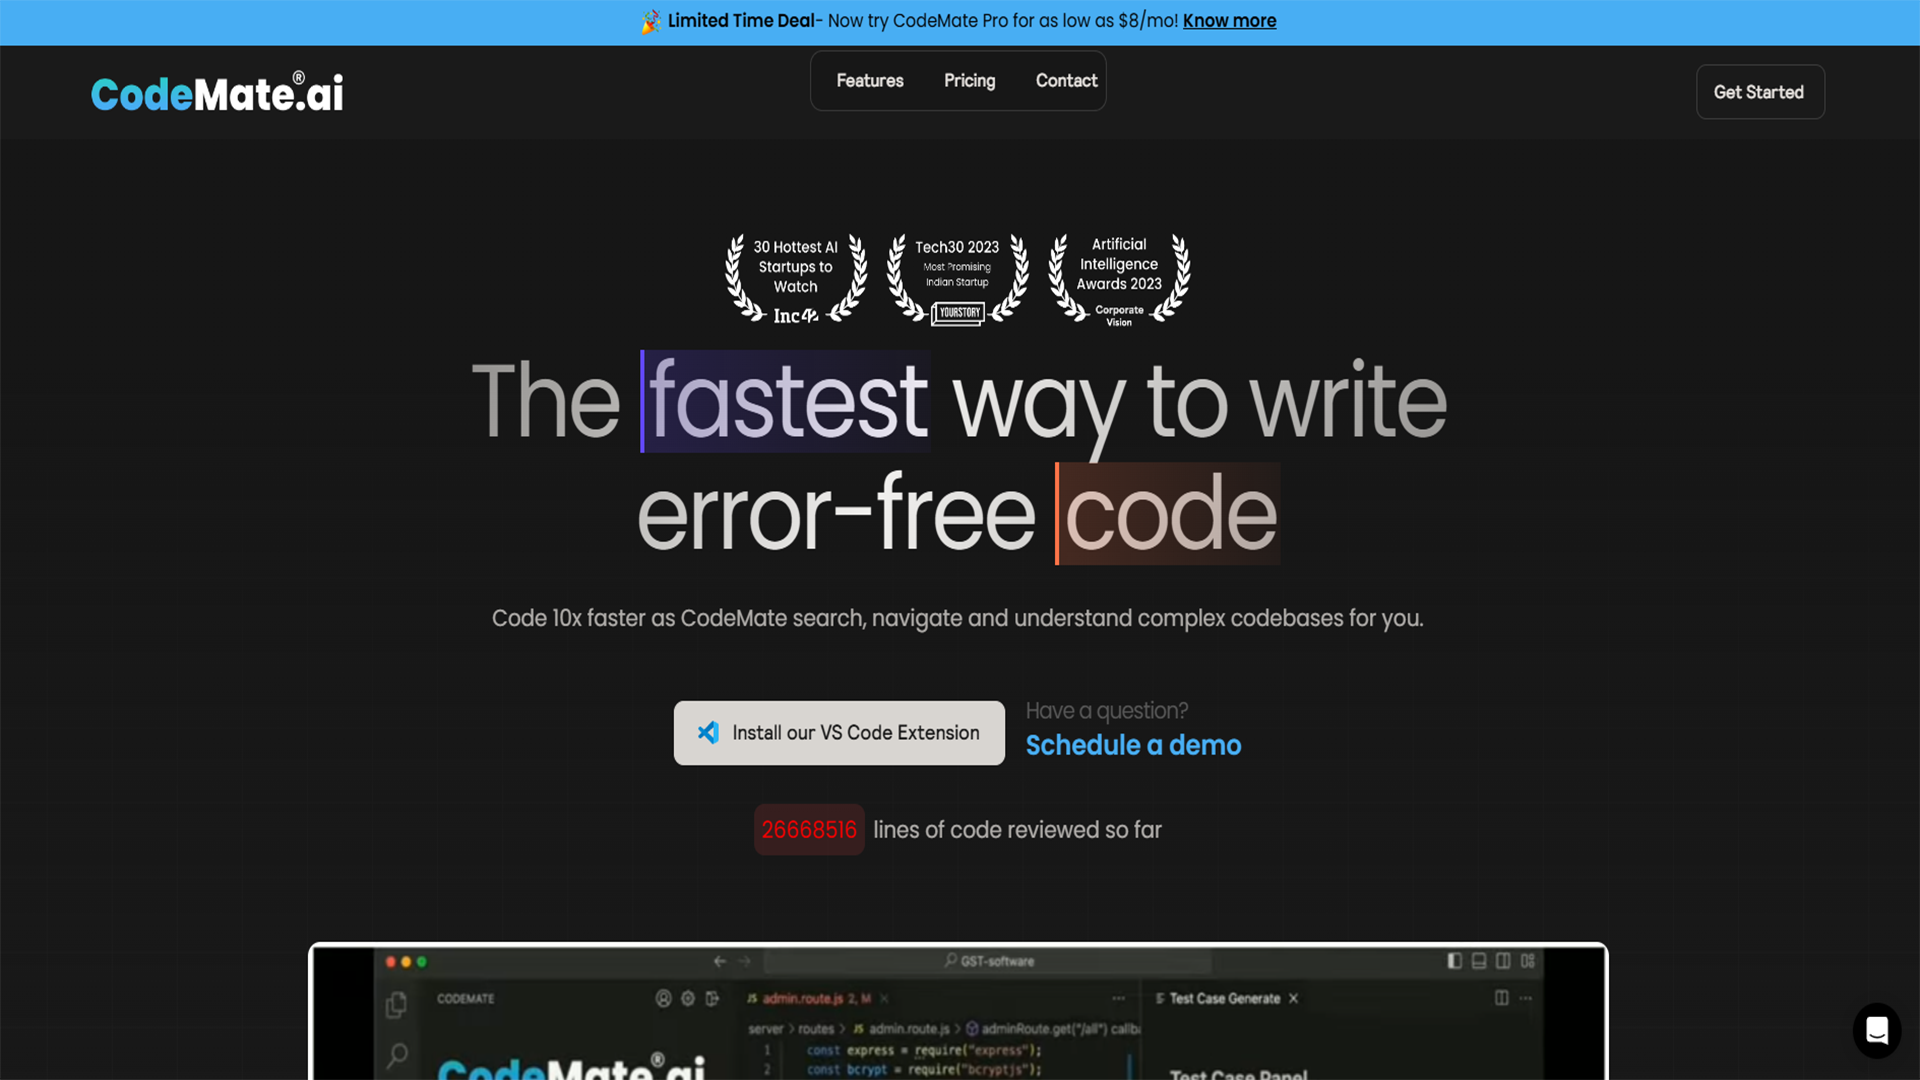 🎉 Limited Time Deal- Now try CodeMate Pro for as low as $8/mo! Know more
CodeMate.ai®
Features Pricing Contact
Get Started
30 Hottest AI
Startups to
Watch
Inc42
Tech30 2023
Most Promising
Indian Startup
YOURSTORY
Artificial
Intelligence
Awards 2023
Corporate
Vision
The fastest way to write
error-free code
Code 10x faster as CodeMate search, navigate and understand complex codebases for you.
Install our VS Code Extension
Have a question?
Schedule a demo
26668516 lines of code reviewed so far
GST-software
CODEMATE
JS admin.route.js 2, M
Test Case Generate
server > routes > JS admin.route.js > adminRoute.get("/all") callba
1 const express = require("express");
2 const bcrypt = require("bcryptjs");
CodeMate.ai®
Test Case Panel